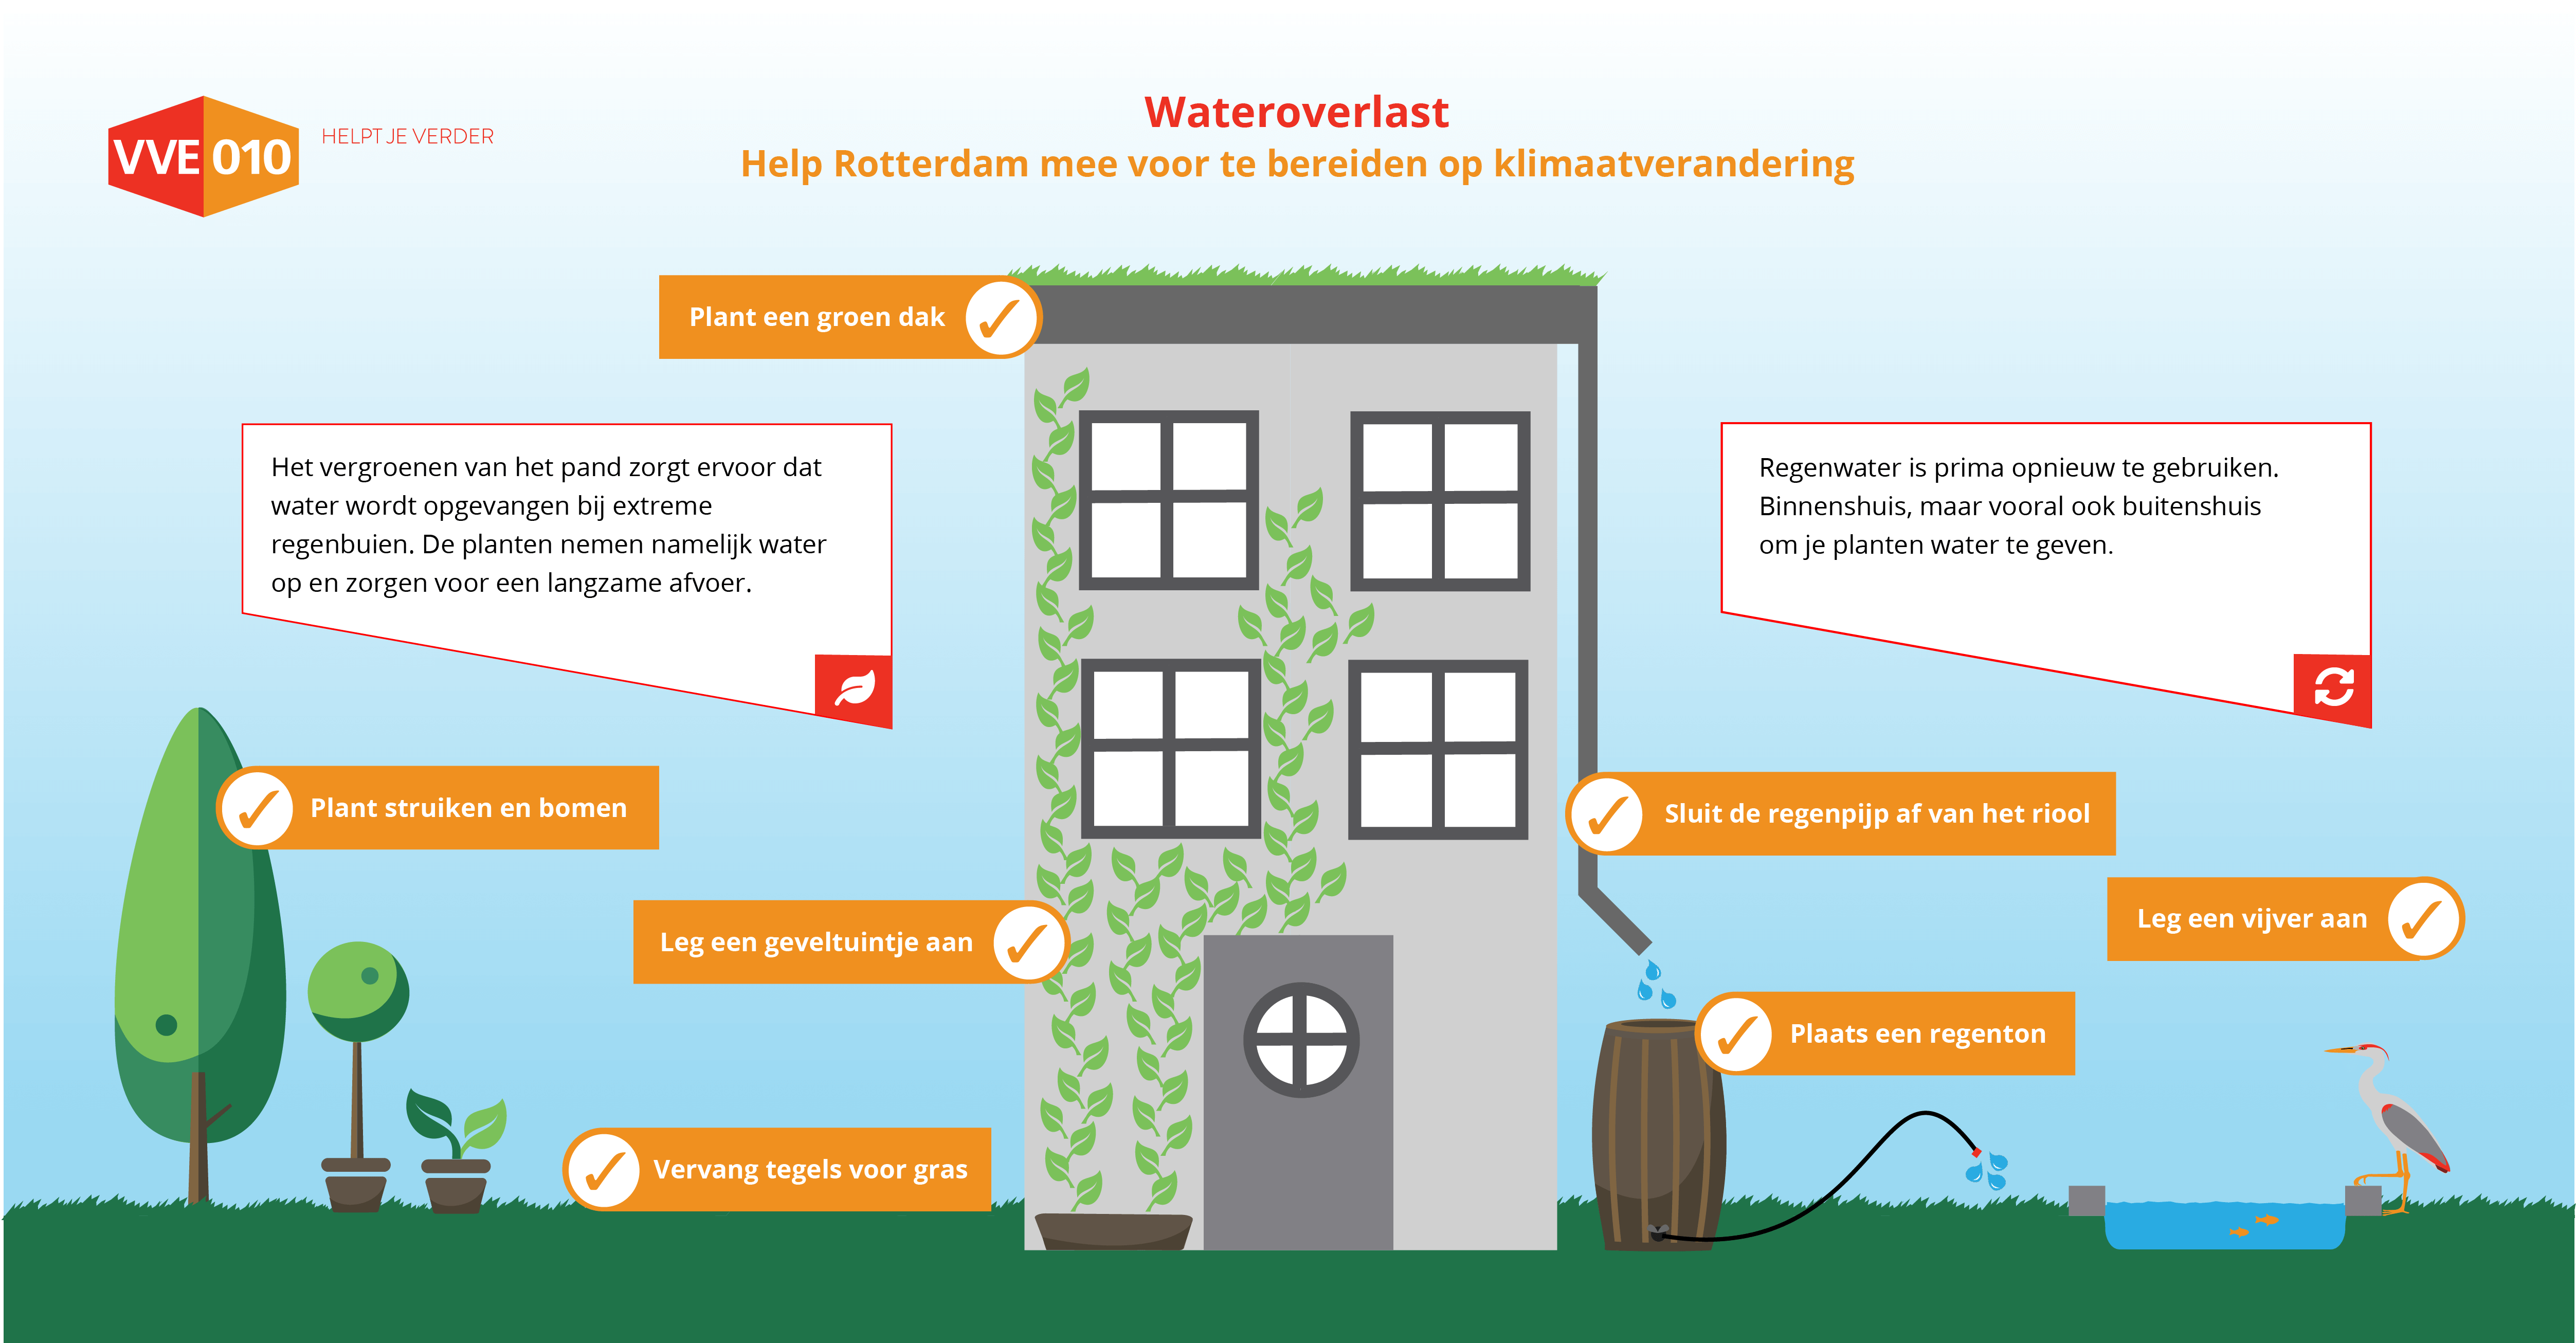 VVE 010
HELPT JE VERDER
Wateroverlast
Help Rotterdam mee voor te bereiden op klimaatverandering
Plant een groen dak
Het vergroenen van het pand zorgt ervoor dat
water wordt opgevangen bij extreme
regenbuien. De planten nemen namelijk water
op en zorgen voor een langzame afvoer.
Regenwater is prima opnieuw te gebruiken.
Binnenshuis, maar vooral ook buitenshuis
om je planten water te geven.
Plant struiken en bomen
Sluit de regenpijp af van het riool
Leg een vijver aan
Leg een geveltuintje aan
Plaats een regenton
Vervang tegels voor gras